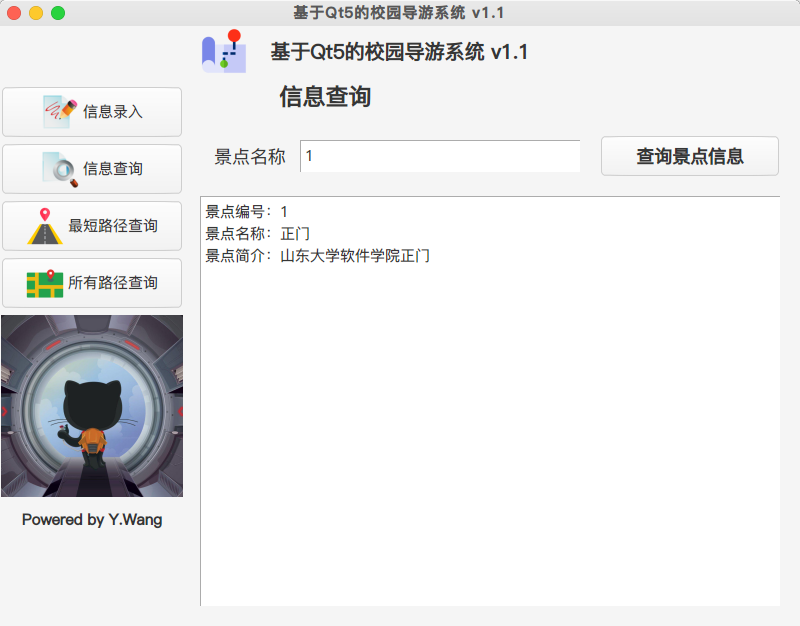 基于Qt5的校园导游系统 v1.1
基于Qt5的校园导游系统 v1.1
信息查询
信息录入
信息查询
最短路径查询
所有路径查询
Powered by Y.Wang
景点名称
1
查询景点信息
景点编号：1
景点名称：正门
景点简介：山东大学软件学院正门